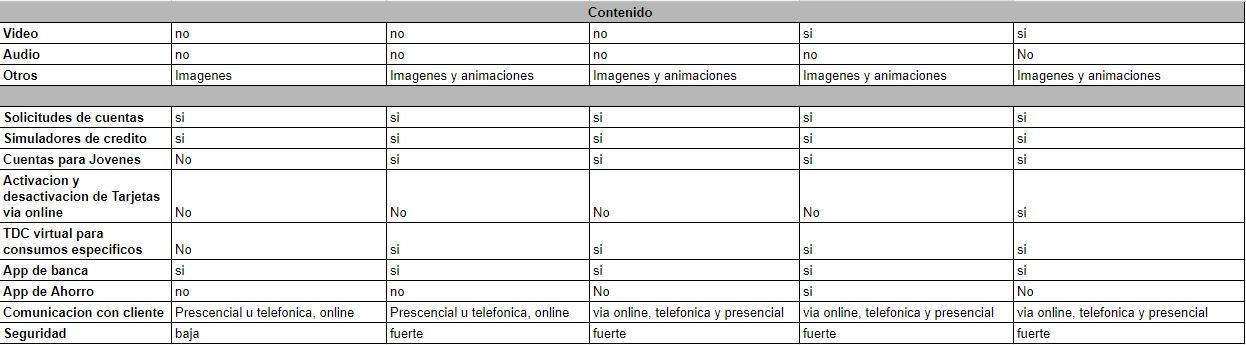 Contenido
Video no no no si si
Audio no no no no No
Otros Imagenes Imagenes y animaciones Imagenes y animaciones Imagenes y animaciones Imagenes y animaciones
Solicitudes de cuentas si si si si si
Simuladores de credito si si si si si
Cuentas para Jovenes No si si si si
Activacion y
desactivacion de Tarjetas
via online No No No No si
TDC virtual para
consumos especificos No si si si si
App de banca si si si si si
App de Ahorro no no No si No
Comunicacion con cliente Prescencial u telefonica, online Prescencial u telefonica, online via online, telefonica y presencial via online, telefonica y presencial via online, telefonica y presencial
Seguridad baja fuerte fuerte fuerte fuerte